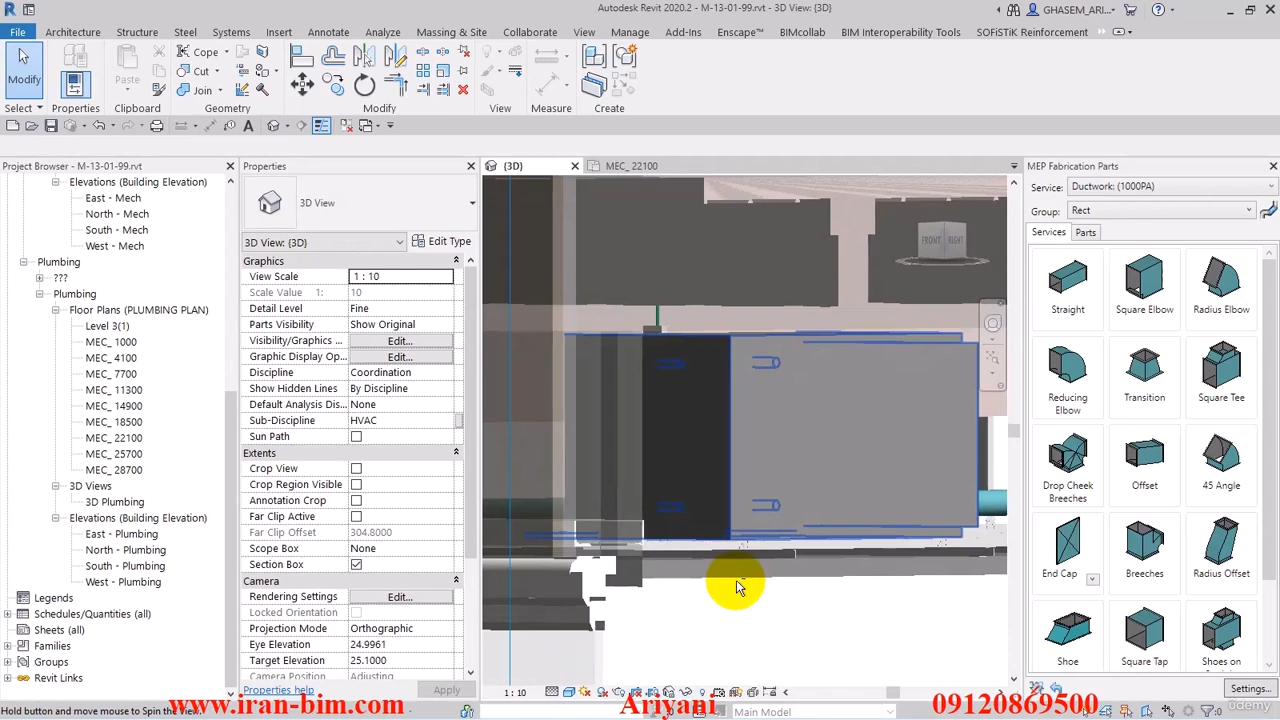 Autodesk Revit 2020.2 - M-13-01-99.rvt - 3D View: {3D}
GHASEM_ARI...
File Architecture Structure Steel Systems Insert Annotate Analyze Massing & Site Collaborate View Manage Add-Ins Enscape™ BIMcollab BIM Interoperability Tools SOFiSTiK Reinforcement
Modify
Paste
Cope
Cut
Join
Select Properties Clipboard Geometry Modify View Measure Create
Project Browser - M-13-01-99.rvt
Elevations (Building Elevation)
East - Mech
North - Mech
South - Mech
West - Mech
Plumbing
???
Plumbing
Floor Plans (PLUMBING PLAN)
Level 3(1)
MEC_ 1000
MEC_ 4100
MEC_ 7700
MEC_ 11300
MEC_ 14900
MEC_ 18500
MEC_ 22100
MEC_ 25700
MEC_ 28700
3D Views
3D Plumbing
Elevations (Building Elevation)
East - Plumbing
North - Plumbing
South - Plumbing
West - Plumbing
Legends
Schedules/Quantities (all)
Sheets (all)
Families
Groups
Revit Links
Properties
3D View
3D View: {3D}
Edit Type
Graphics
View Scale 1 : 10
Scale Value 1: 10
Detail Level Fine
Parts Visibility Show Original
Visibility/Graphics ... Edit...
Graphic Display Op... Edit...
Discipline Coordination
Show Hidden Lines By Discipline
Default Analysis Dis... None
Sub-Discipline HVAC
Sun Path
Extents
Crop View
Crop Region Visible
Annotation Crop
Far Clip Active
Far Clip Offset 304.8000
Scope Box None
Section Box
Camera
Rendering Settings Edit...
Locked Orientation
Projection Mode Orthographic
Eye Elevation 24.9961
Target Elevation 25.1000
Camera Position Adjusting
Properties help
Apply
{3D}
MEC_ 22100
FRONT RIGHT
MEP Fabrication Parts
Service: Ductwork (1000PA)
Group: Rect
Services Parts
Straight Square Elbow Radius Elbow
Reducing Elbow Transition Square Tee
Drop Cheek Breeches Offset 45 Angle
End Cap Breeches Radius Offset
Shoe Square Tap Shoes on
Settings...
1 : 10
Hold button and move mouse to Spin the View.
Main Model
:0
www.iran-bim.com
Ariyani
09120869500
udemy